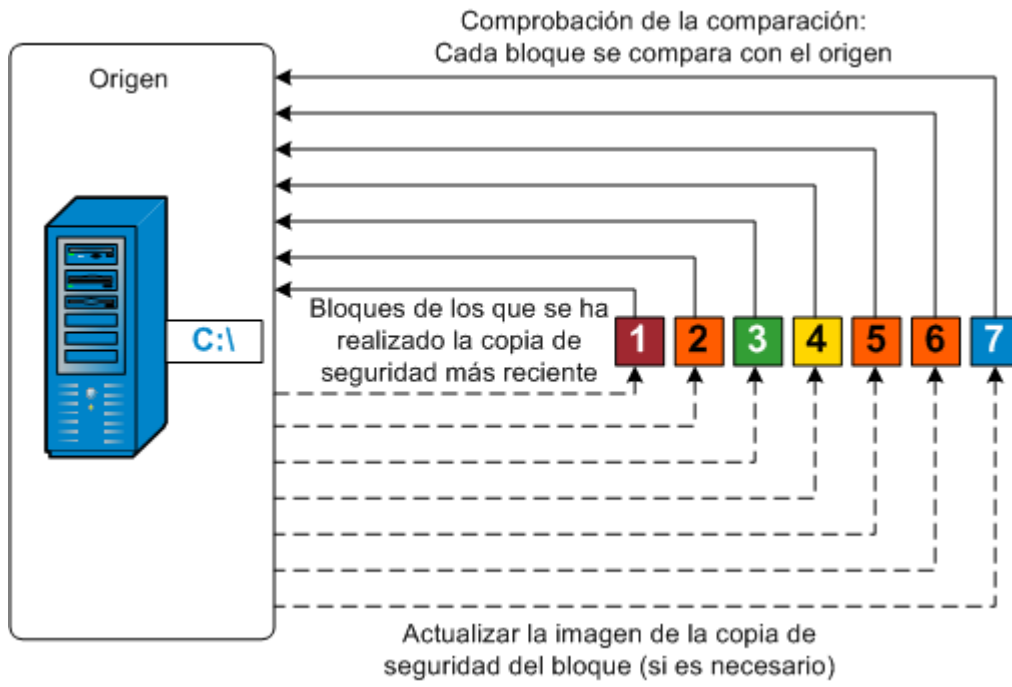 Comprobación de la comparación:
Cada bloque se compara con el origen
Origen
C:\
Bloques de los que se ha
realizado la copia de
seguridad más reciente
1 2 3 4 5 6 7
Actualizar la imagen de la copia de
seguridad del bloque (si es necesario)